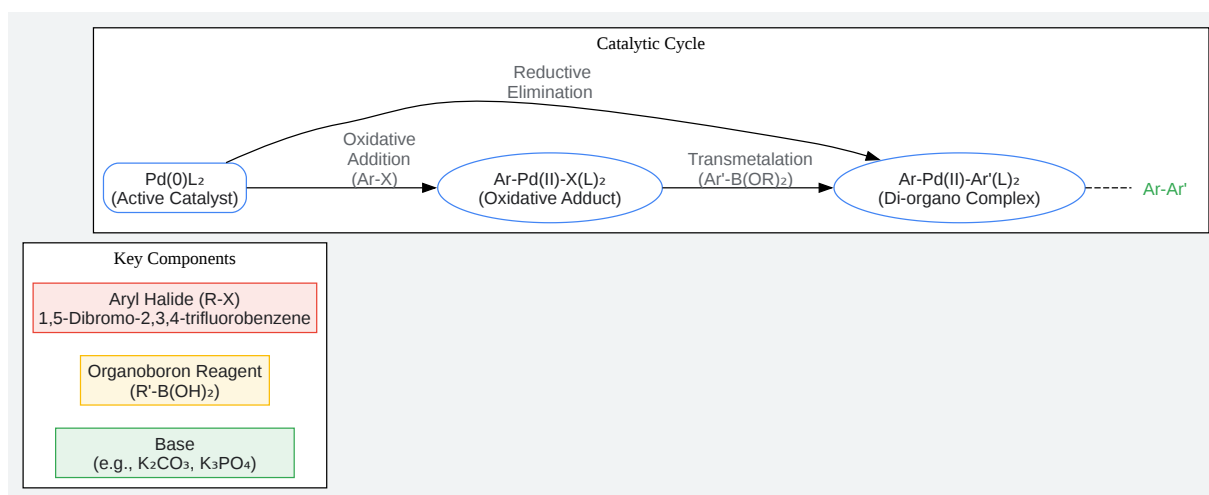 Catalytic Cycle
Reductive
Elimination
Oxidative
Addition
(Ar-X)
Transmetalation
(Ar'-B(OR)₂)
Pd(0)L₂
(Active Catalyst)
Ar-Pd(II)-X(L)₂
(Oxidative Adduct)
Ar-Pd(II)-Ar'(L)₂
(Di-organo Complex)
Ar-Ar'
Key Components
Aryl Halide (R-X)
1,5-Dibromo-2,3,4-trifluorobenzene
Organoboron Reagent
(R'-B(OH)₂)
Base
(e.g., K₂CO₃, K₃PO₄)